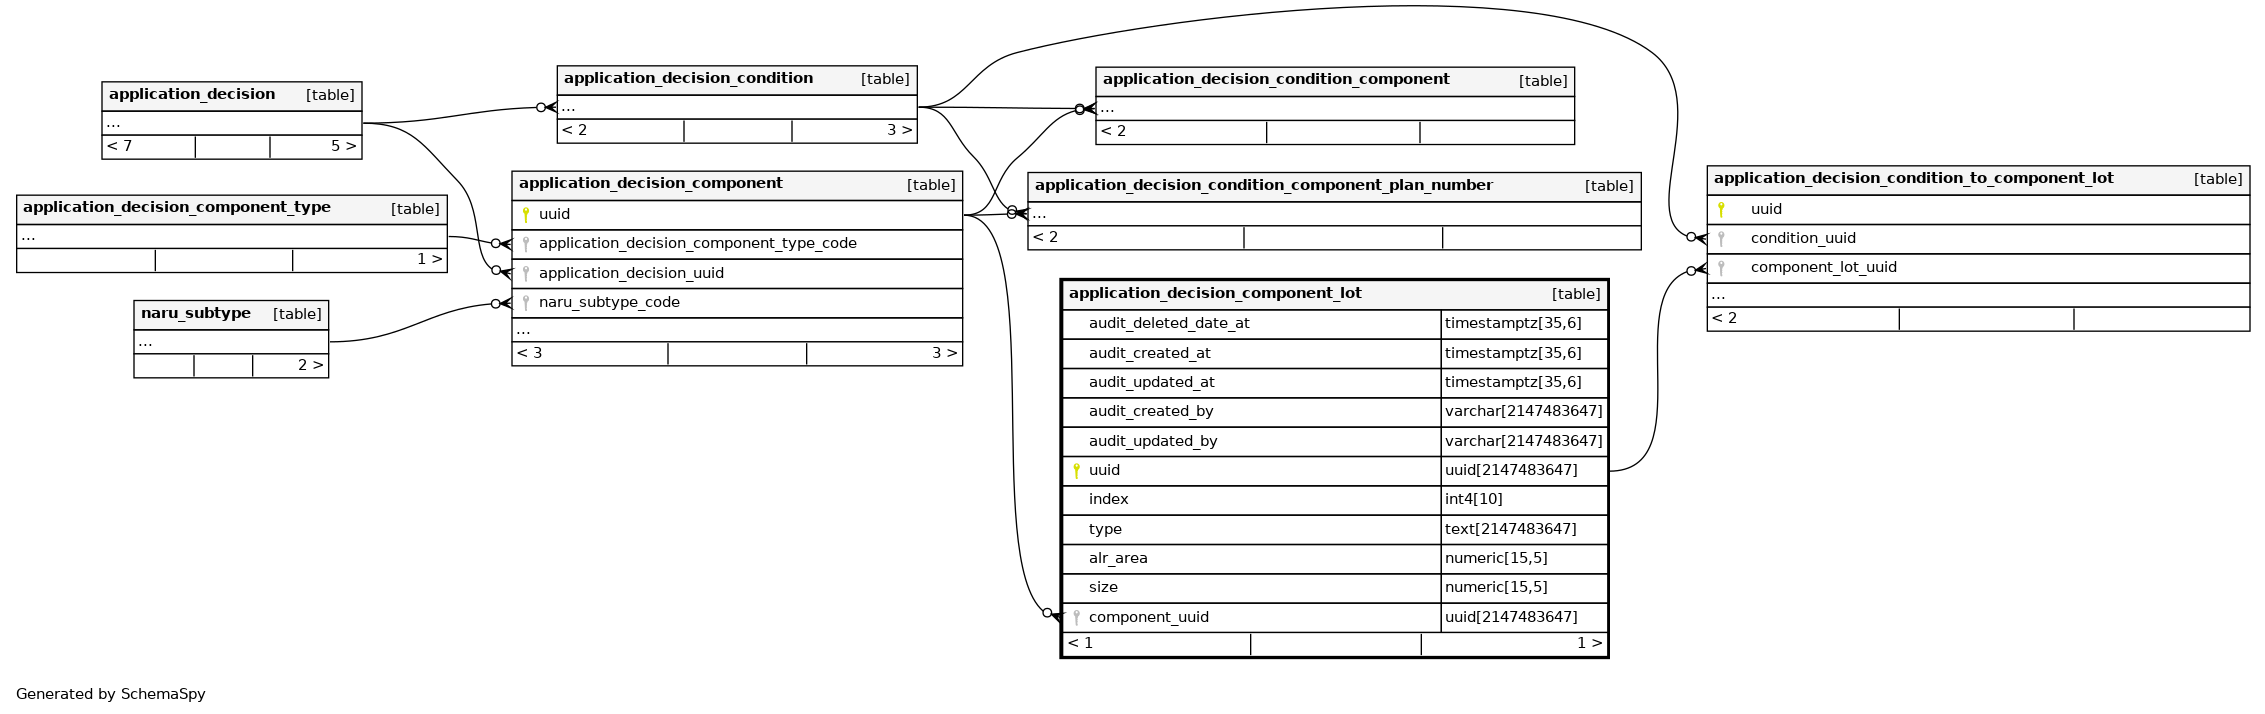 application_decision [table]
...
< 7 5 >
application_decision_component_type [table]
...
1 >
naru_subtype [table]
...
2 >
application_decision_condition [table]
...
< 2 3 >
application_decision_component [table]
uuid
application_decision_component_type_code
application_decision_uuid
naru_subtype_code
...
< 3 3 >
application_decision_condition_component [table]
...
< 2
application_decision_condition_component_plan_number [table]
...
< 2
application_decision_component_lot [table]
audit_deleted_date_at timestamptz[35,6]
audit_created_at timestamptz[35,6]
audit_updated_at timestamptz[35,6]
audit_created_by varchar[2147483647]
audit_updated_by varchar[2147483647]
uuid uuid[2147483647]
index int4[10]
type text[2147483647]
alr_area numeric[15,5]
size numeric[15,5]
component_uuid uuid[2147483647]
< 1 1 >
application_decision_condition_to_component_lot [table]
uuid
condition_uuid
component_lot_uuid
...
< 2
Generated by SchemaSpy